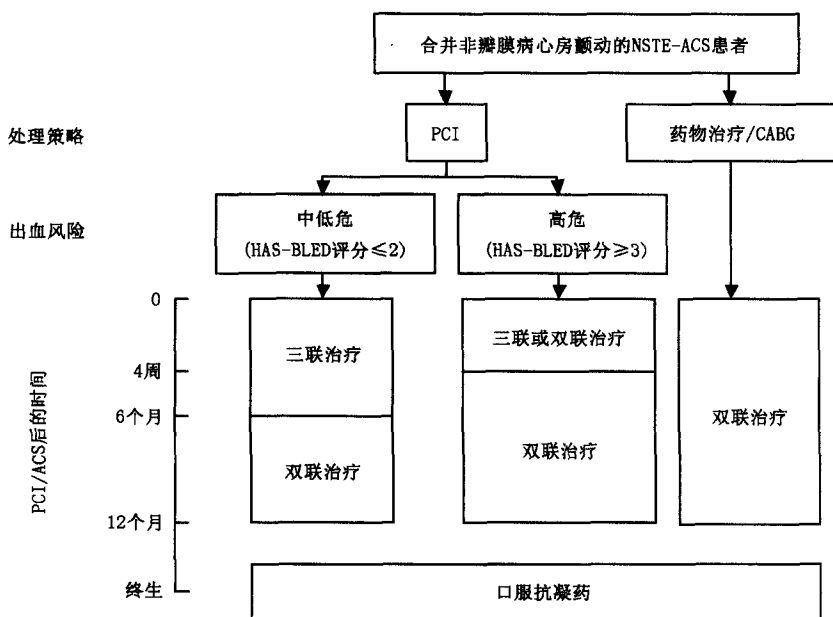 合并非瓣膜病心房颤动的NSTE-ACS患者
处理策略
PCI
药物治疗/CABG
出血风险
中低危
(HAS-BLED评分≤2)
高危
(HAS-BLED评分≥3)
PCI/ACS后的时间
0
4周
6个月
12个月
终生
三联治疗
双联治疗
三联或双联治疗
双联治疗
双联治疗
口服抗凝药